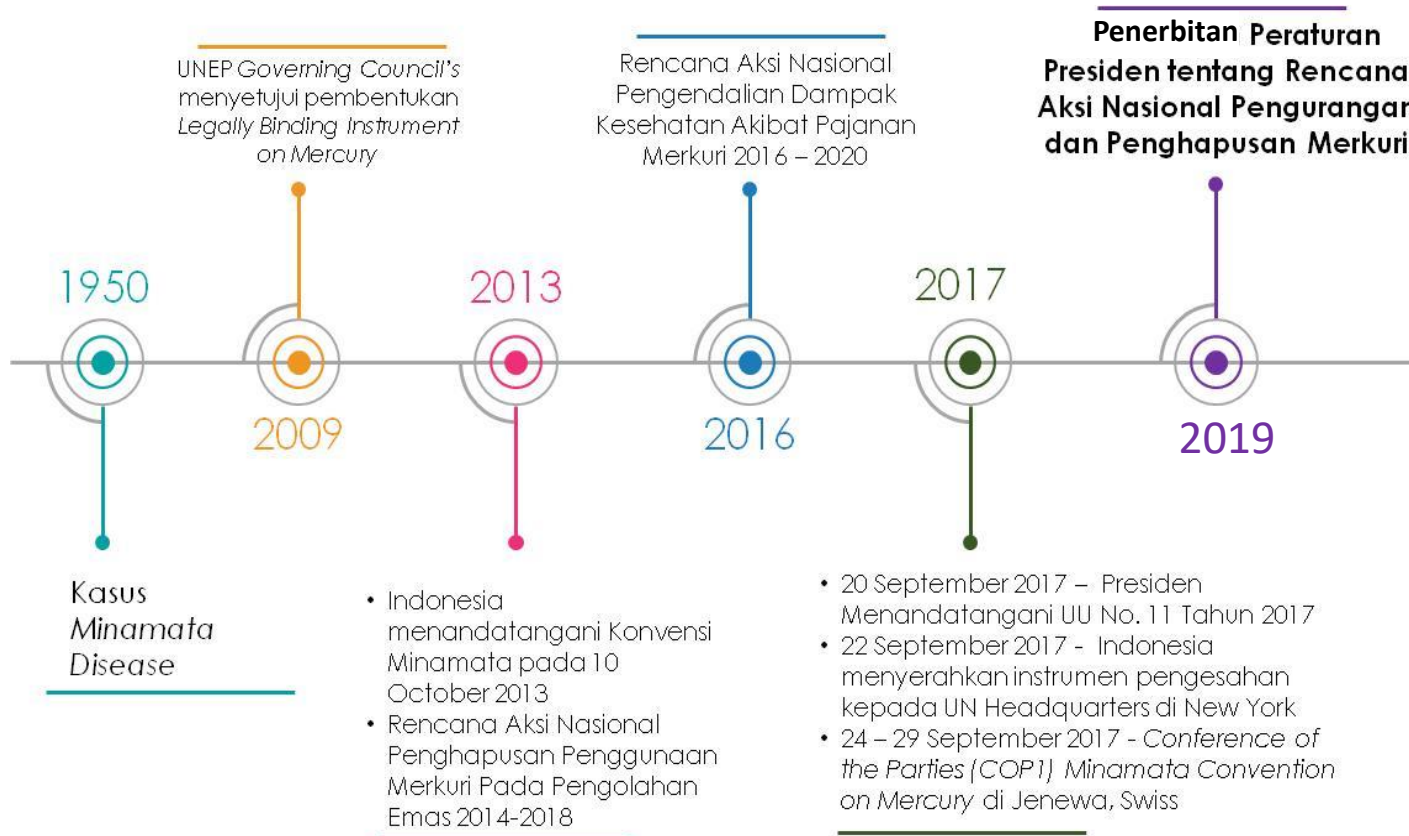 1950
Kasus
Minamata
Disease
UNEP Governing Council's
menyetujui pembentukan
Legally Binding Instrument
on Mercury
2009
2013
• Indonesia
menandatangani Konvensi
Minamata pada 10
October 2013
• Rencana Aksi Nasional
Penghapusan Penggunaan
Merkuri Pada Pengolahan
Emas 2014-2018
Rencana Aksi Nasional
Pengendalian Dampak
Kesehatan Akibat Pajanan
Merkuri 2016 – 2020
2016
2017
• 20 September 2017 – Presiden
Menandatangani UU No. 11 Tahun 2017
• 22 September 2017 - Indonesia
menyerahkan instrumen pengesahan
kepada UN Headquarters di New York
• 24 – 29 September 2017 - Conference of
the Parties (COP1) Minamata Convention
on Mercury di Jenewa, Swiss
Penerbitan Peraturan
Presiden tentang Rencana
Aksi Nasional Pengurangan
dan Penghapusan Merkuri
2019